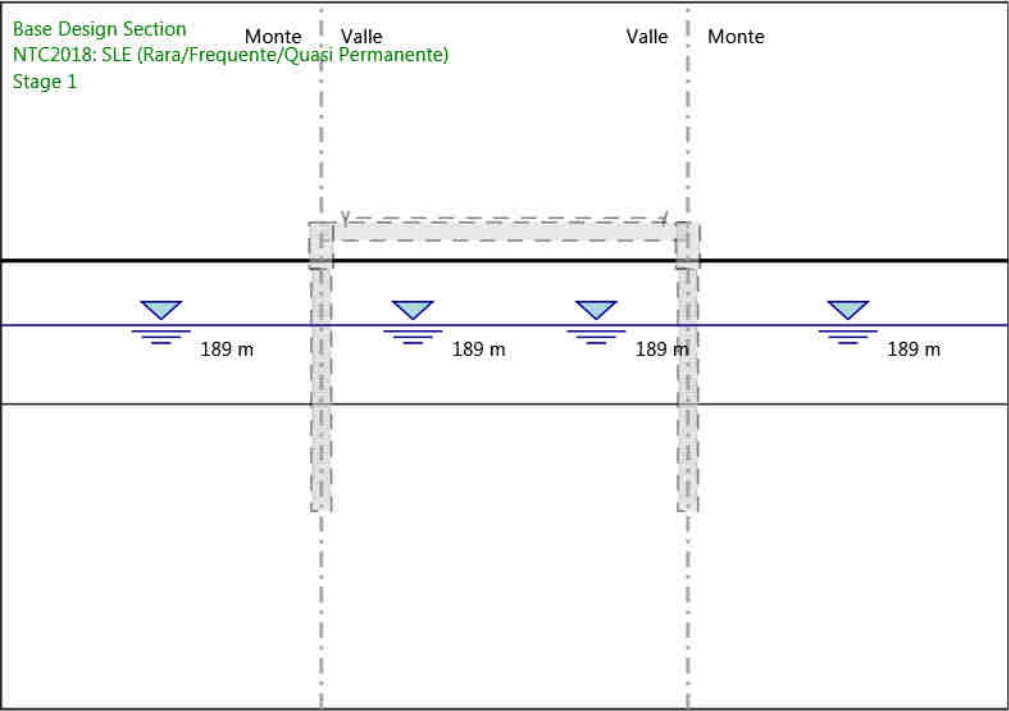 Base Design Section
Monte Valle Valle Monte
NTC2018: SLE (Rara/Frequente/Quasi Permanente)
Stage 1
189 m 189 m 189 m 189 m